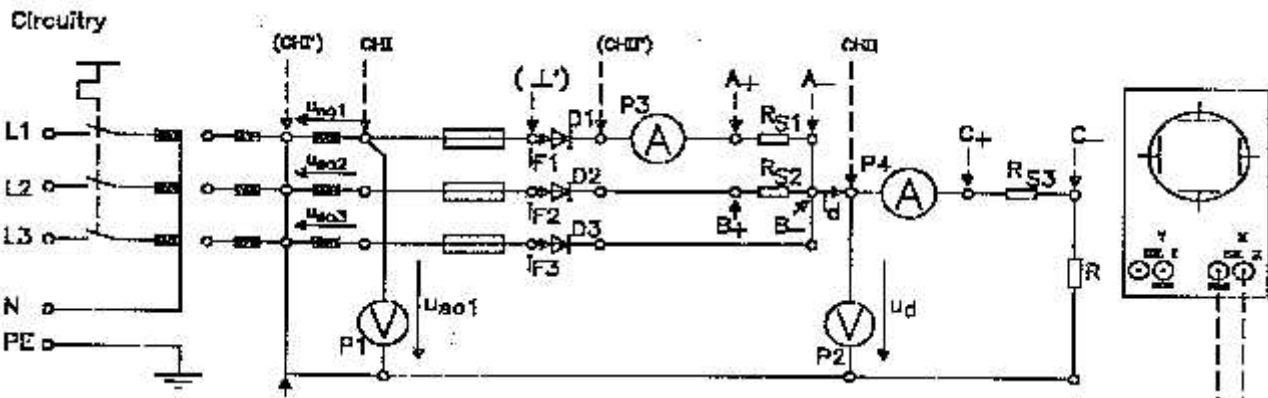 Circuitry
(CHI') CHI (CHII') CHII
(⊥') A+ A-
u_so1 D1 P3 R_S1
L1 A C+ C-
I_F1 R_S2 P4 R_S3
u_so2 D2
L2 A
I_F2 B+ B- I_d
u_so3 D3
L3
I_F3 R
Y X
N
V u_so1 V u_d
PE P1 P2